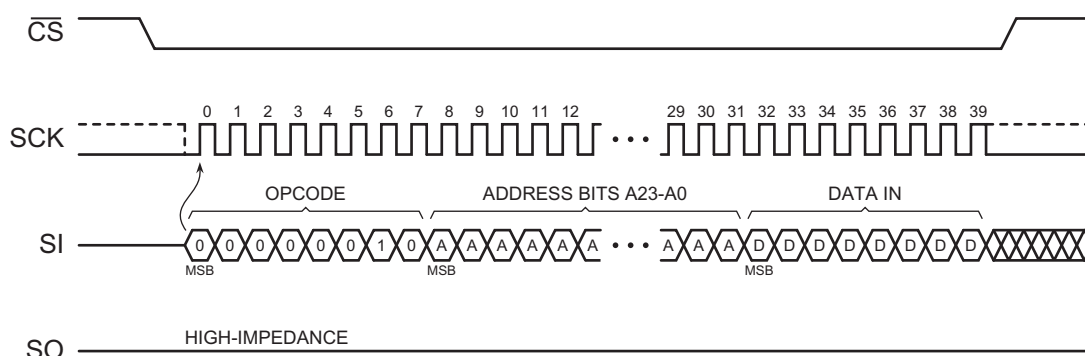 CS
0 1 2 3 4 5 6 7 8 9 10 11 12 29 30 31 32 33 34 35 36 37 38 39
SCK
OPCODE ADDRESS BITS A23-A0 DATA IN
SI 0 0 0 0 0 0 1 0 A A A A A A A A A D D D D D D D D
MSB MSB MSB
HIGH-IMPEDANCE
SO